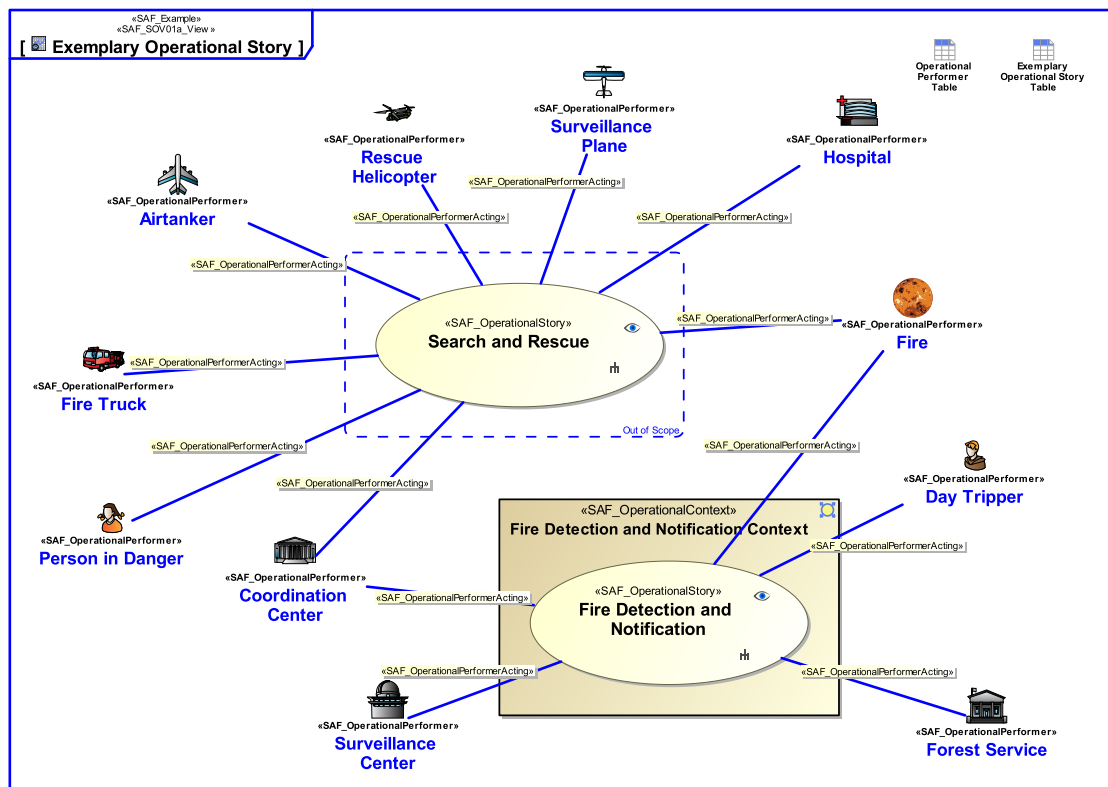 «SAF_Example»
«SAF_SOV01a_View»
[ Exemplary Operational Story ]
Operational
Performer
Table
Exemplary
Operational Story
Table
«SAF_OperationalPerformer»
Surveillance
Plane
«SAF_OperationalPerformer»
Rescue
Helicopter
«SAF_OperationalPerformer»
Hospital
«SAF_OperationalPerformer»
Airtanker
«SAF_OperationalPerformerActing»
«SAF_OperationalPerformerActing»
«SAF_OperationalPerformerActing»
«SAF_OperationalPerformerActing»
«SAF_OperationalStory»
Search and Rescue
Out of Scope
«SAF_OperationalPerformerActing»
«SAF_OperationalPerformer»
Fire
«SAF_OperationalPerformerActing»
«SAF_OperationalPerformer»
Fire Truck
«SAF_OperationalPerformerActing»
«SAF_OperationalPerformerActing»
«SAF_OperationalPerformerActing»
«SAF_OperationalPerformer»
Day Tripper
«SAF_OperationalPerformer»
Person in Danger
«SAF_OperationalContext»
Fire Detection and Notification Context
«SAF_OperationalPerformerActing»
«SAF_OperationalPerformer»
Coordination
Center
«SAF_OperationalPerformerActing»
«SAF_OperationalStory»
Fire Detection and
Notification
«SAF_OperationalPerformerActing»
«SAF_OperationalPerformerActing»
«SAF_OperationalPerformer»
Surveillance
Center
«SAF_OperationalPerformer»
Forest Service